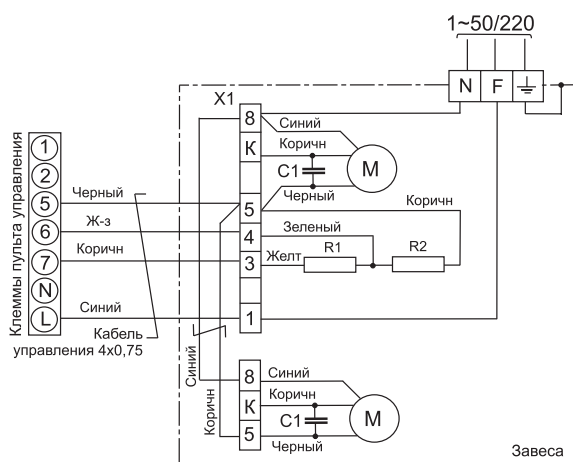 1~50/220
N F
X1
8 Синий
К Коричн
С1
М
Черный
Клеммы пульта управления
1
2
5 Черный
6 Ж-з
7 Коричн
N
L Синий
5
4 Зеленый
3 Желт
R1
R2
Коричн
1
Кабель
управления 4х0,75
Синий
Коричн
8 Синий
К Коричн
С1
М
5 Черный
Завеса